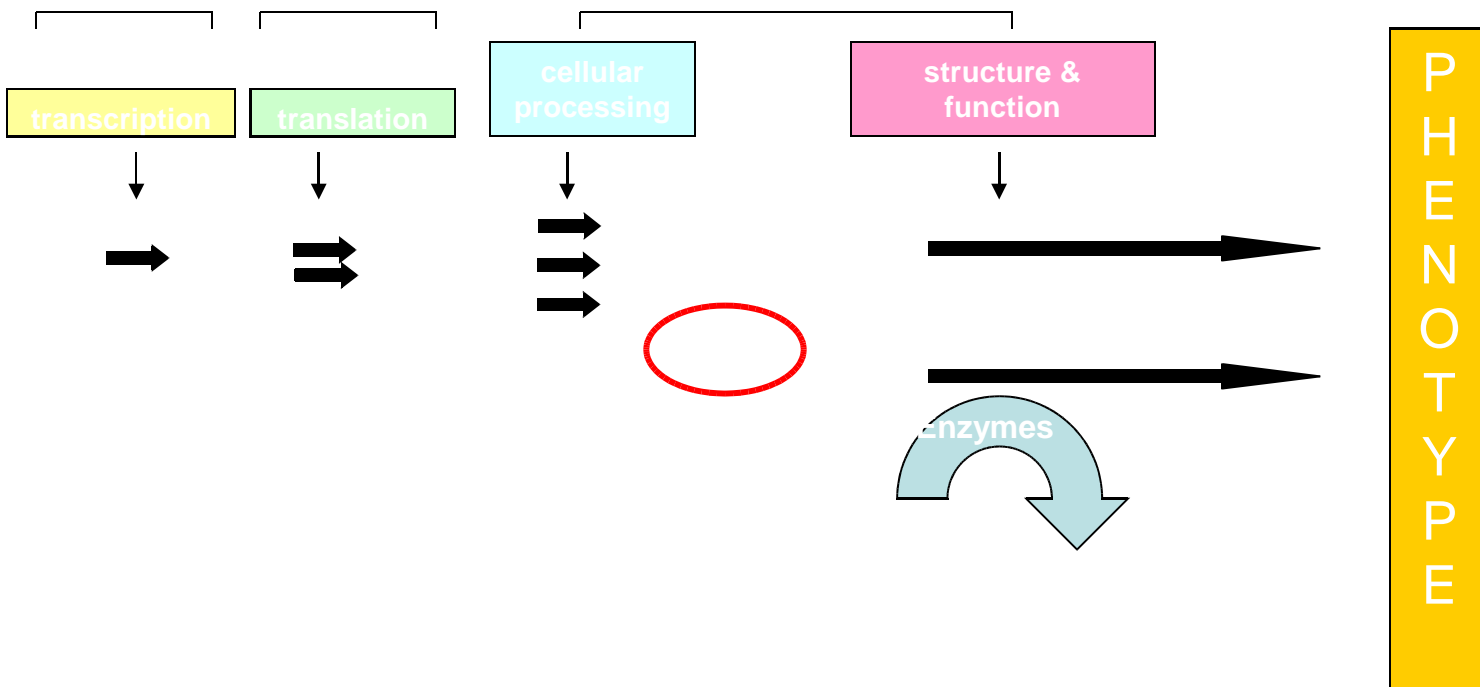 transcription
translation
cellular
processing
structure &
function
Enzymes
P
H
E
N
O
T
Y
P
E